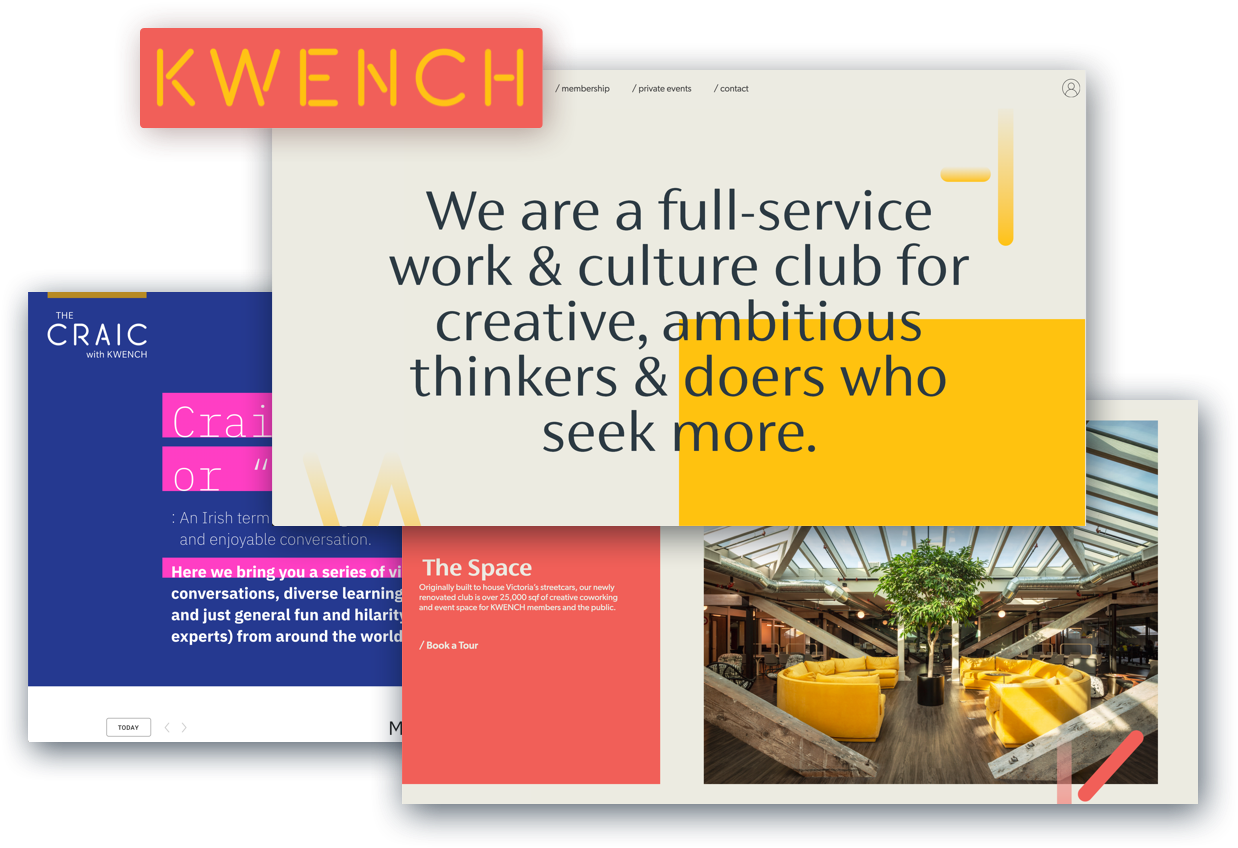 KWENCH
/ membership / private events / contact
We are a full-service
work & culture club for
creative, ambitious
thinkers & doers who
seek more.
THE
CRAIC
with KWENCH
Crai
or “
: An Irish term
and enjoyable conversation.
Here we bring you a series of vi
conversations, diverse learning
and just general fun and hilarity
experts) from around the world
TODAY
M
The Space
Originally built to house Victoria’s streetcars, our newly
renovated club is over 25,000 sqf of creative coworking
and event space for KWENCH members and the public.
/ Book a Tour